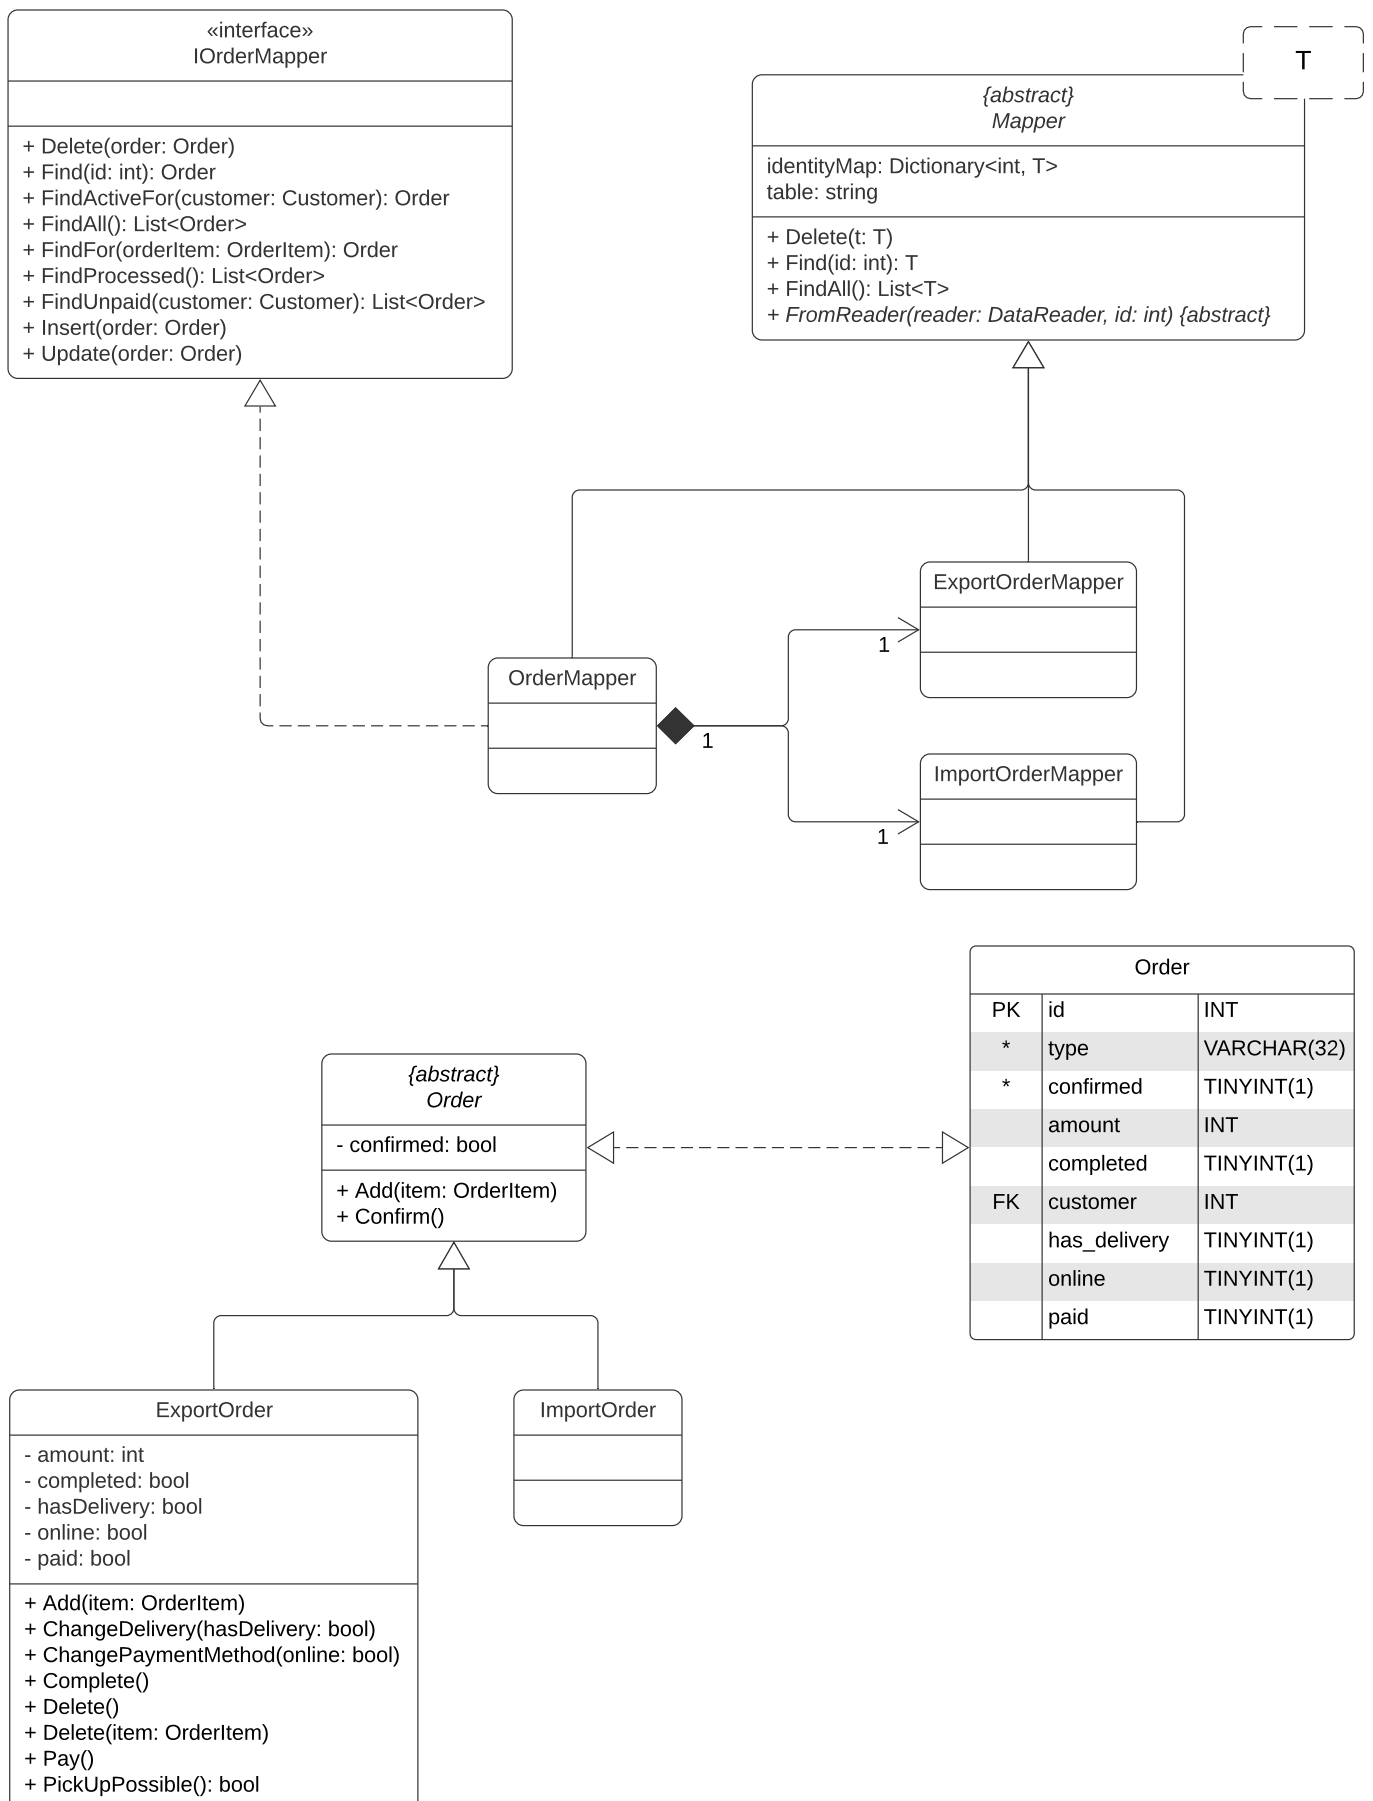 «interface»
IOrderMapper
+ Delete(order: Order)
+ Find(id: int): Order
+ FindActiveFor(customer: Customer): Order
+ FindAll(): List<Order>
+ FindFor(orderItem: OrderItem): Order
+ FindProcessed(): List<Order>
+ FindUnpaid(customer: Customer): List<Order>
+ Insert(order: Order)
+ Update(order: Order)
T
{abstract}
Mapper
identityMap: Dictionary<int, T>
table: string
+ Delete(t: T)
+ Find(id: int): T
+ FindAll(): List<T>
+ FromReader(reader: DataReader, id: int) {abstract}
ExportOrderMapper
1
OrderMapper
1
ImportOrderMapper
1
Order
PK id INT
* type VARCHAR(32)
* confirmed TINYINT(1)
amount INT
completed TINYINT(1)
FK customer INT
has_delivery TINYINT(1)
online TINYINT(1)
paid TINYINT(1)
{abstract}
Order
- confirmed: bool
+ Add(item: OrderItem)
+ Confirm()
ExportOrder
- amount: int
- completed: bool
- hasDelivery: bool
- online: bool
- paid: bool
+ Add(item: OrderItem)
+ ChangeDelivery(hasDelivery: bool)
+ ChangePaymentMethod(online: bool)
+ Complete()
+ Delete()
+ Delete(item: OrderItem)
+ Pay()
+ PickUpPossible(): bool
ImportOrder